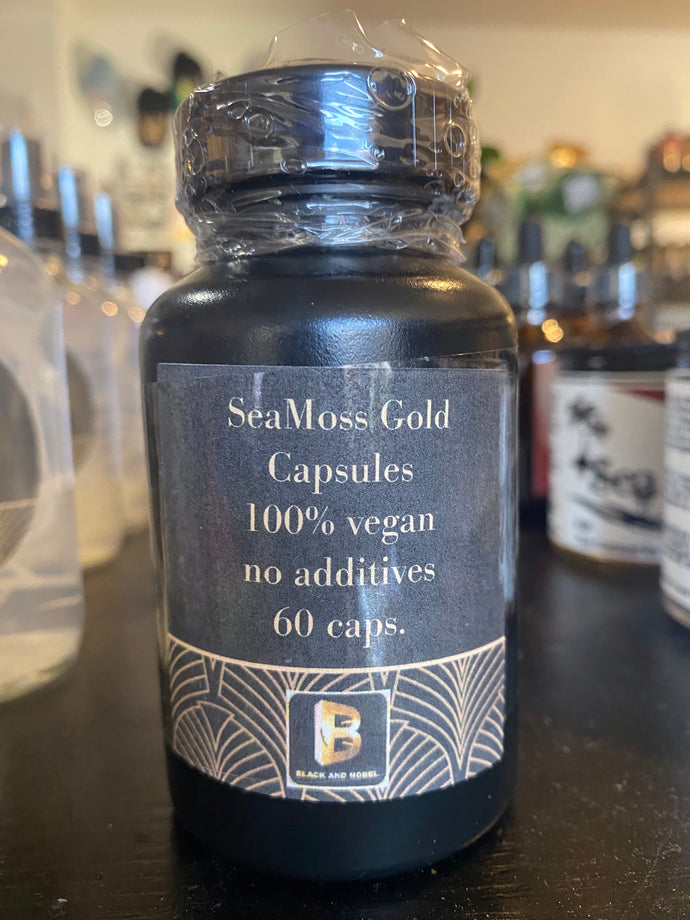 SeaMoss Gold
Capsules
100% vegan
no additives
60 caps.
B
BLACK AND NOBEL